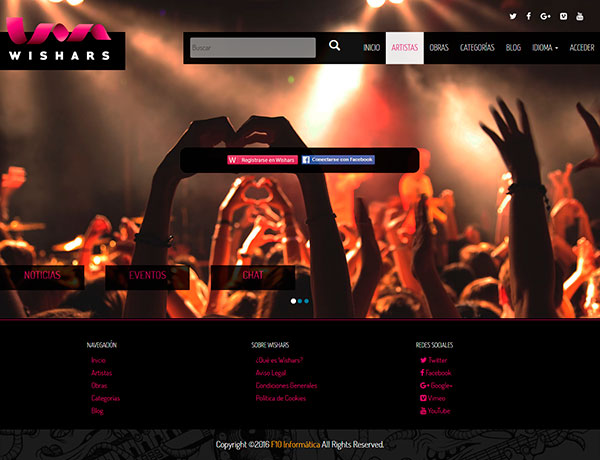 WISHARS
Buscar
INICIO ARTISTAS OBRAS CATEGORÍAS BLOG IDIOMA ACCEDER
W Registrarse en Wishars
Conectarse con Facebook
NOTICIAS EVENTOS CHAT
NAVEGACIÓN
Inicio
Artistas
Obras
Categorías
Blog
SOBRE WISHARS
¿Qué es Wishars?
Aviso Legal
Condiciones Generales
Política de Cookies
REDES SOCIALES
Twitter
Facebook
Google+
Vimeo
YouTube
Copyright ©2016 F10 Informática All Rights Reserved.